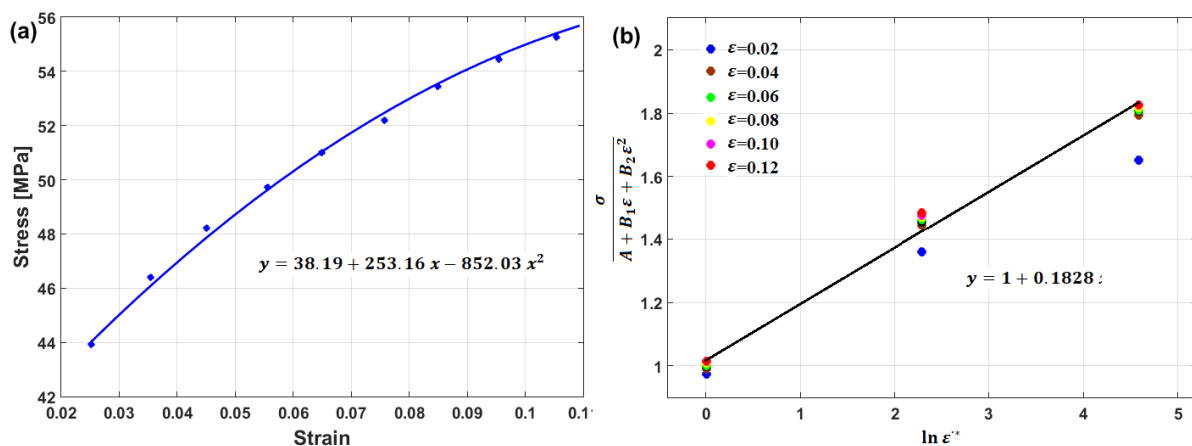 (a)
56
54
52
50
48
46
44
42
Stress [MPa]
y = 38.19 + 253.16 x − 852.03 x²
0.02 0.03 0.04 0.05 0.06 0.07 0.08 0.09 0.1 0.1
Strain
(b)
2
1.8
1.6
1.4
1.2
1
σ
A + B₁ε + B₂ε²
ε=0.02
ε=0.04
ε=0.06
ε=0.08
ε=0.10
ε=0.12
y = 1 + 0.1828
0 1 2 3 4 5
ln ε̇*